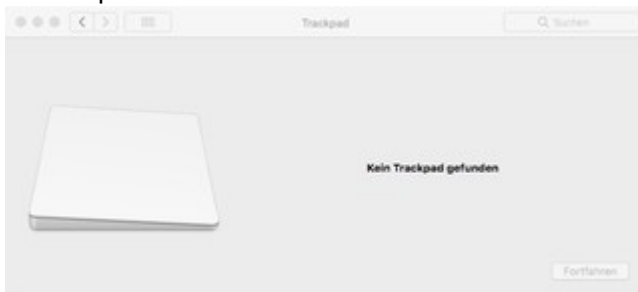 Trackpad
Suchen
Kein Trackpad gefunden
Fortfahren